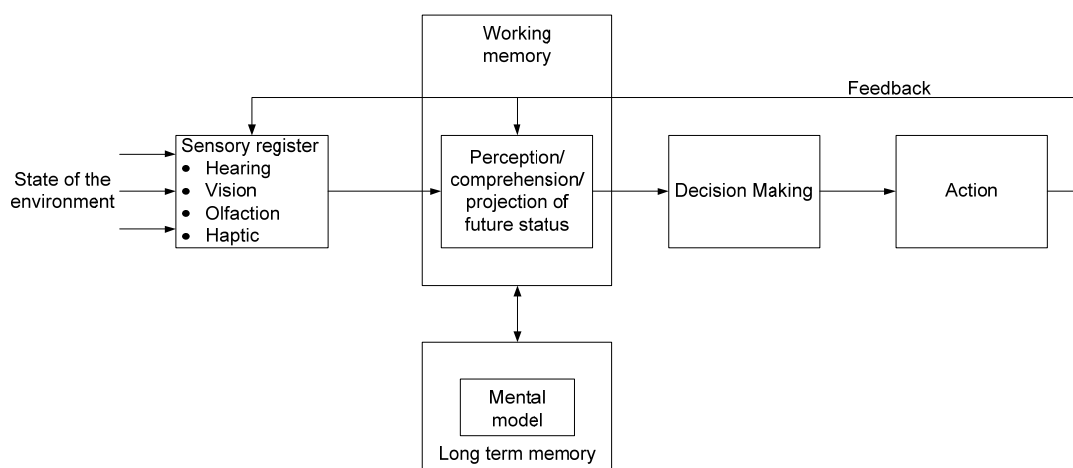 Working
memory
Feedback
State of the
environment
Sensory register
• Hearing
• Vision
• Olfaction
• Haptic
Perception/
comprehension/
projection of
future status
Decision Making
Action
Mental
model
Long term memory